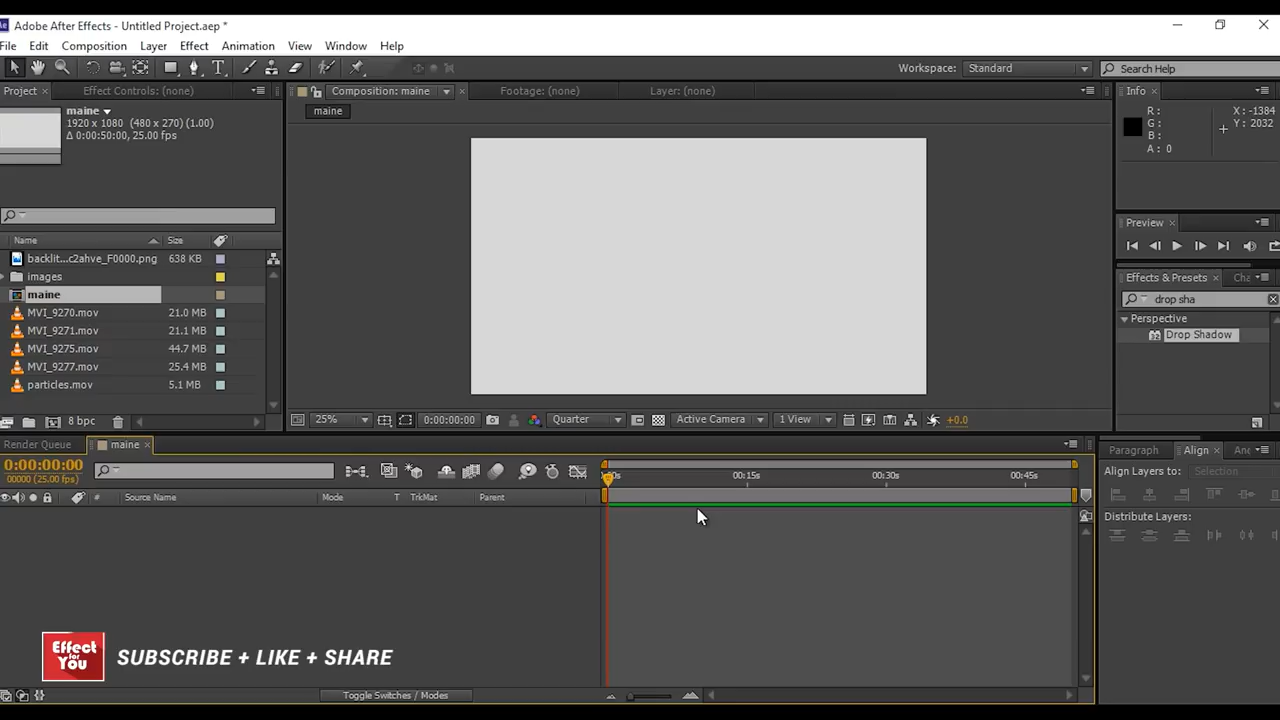 Adobe After Effects - Untitled Project.aep *
File Edit Composition Layer Effect Animation View Window Help
Workspace: Standard Search Help
Project Effect Controls: (none) Composition: maine Footage: (none) Layer: (none) Info
maine
1920 x 1080 (480 x 270) (1.00)
Δ 0:00:50:00, 25.00 fps
maine
R :
G :
B :
A : 0
X : -1384
Y : 2032
Preview
Name Size
backlit...c2ahve_F0000.png 638 KB
images
maine
MVI_9270.mov 21.0 MB
MVI_9271.mov 21.1 MB
MVI_9275.mov 44.7 MB
MVI_9277.mov 25.4 MB
particles.mov 5.1 MB
Effects & Presets Cha
drop sha
Perspective
Drop Shadow
8 bpc
25% 0:00:00:00 Quarter Active Camera 1 View +0.0
Render Queue maine
0:00:00:00
00000 (25.00 fps)
00:15s 00:30s 00:45s
# Source Name Mode T TrkMat Parent
Paragraph Align
Align Layers to: Selection
Distribute Layers:
Effect
for
You
SUBSCRIBE + LIKE + SHARE
Toggle Switches / Modes